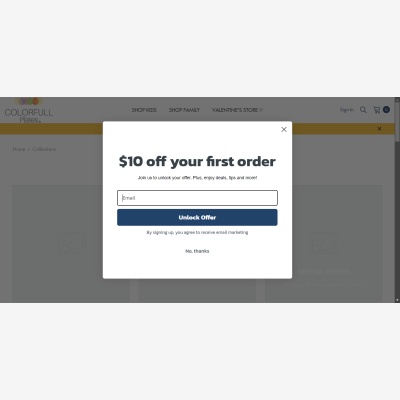 COLORFULL
Plates
SHOP KIDS
SHOP FAMILY
VALENTINE'S STORE
Sign in
0
Home > Collections
$10 off your first order
Join us to unlock your offer. Plus, enjoy deals, tips and more!
Email
Unlock Offer
By signing up, you agree to receive email marketing
No, thanks